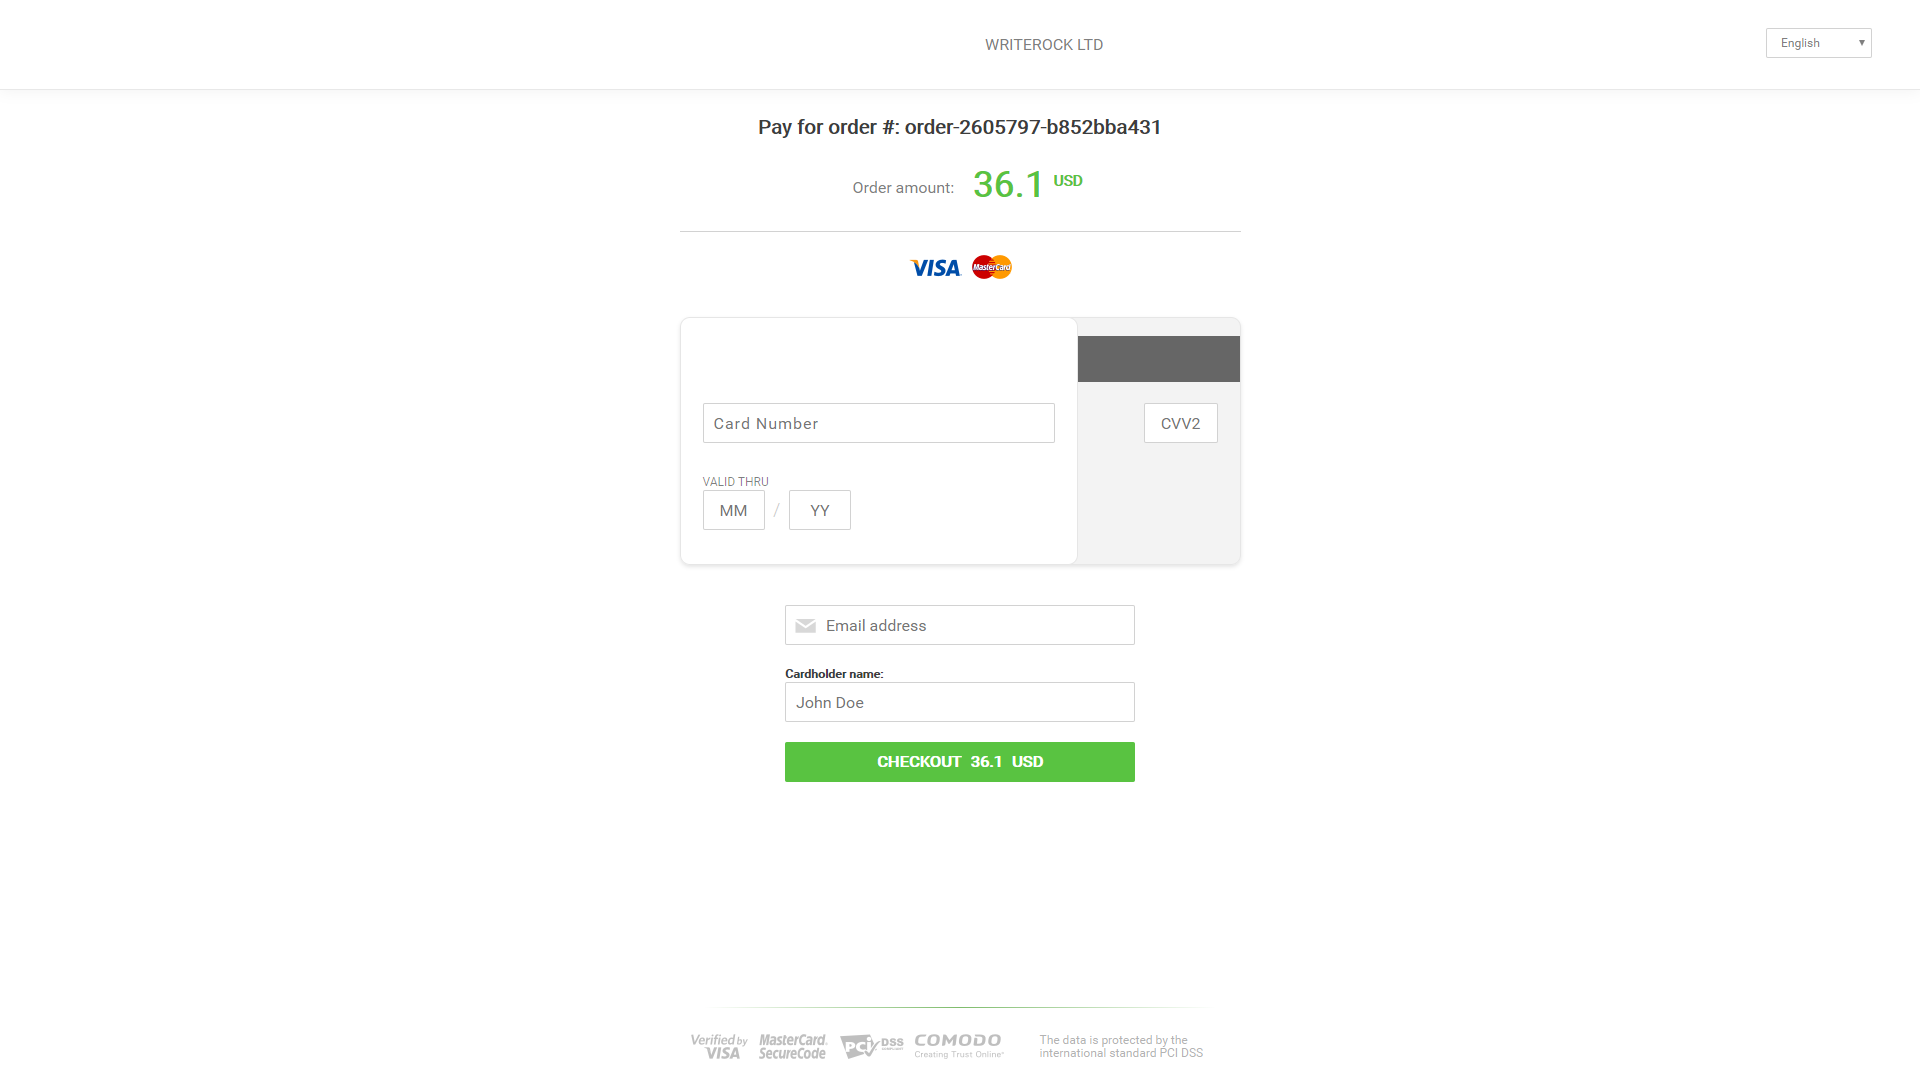 WRITEROCK LTD
English
Pay for order #: order-2605797-b852bba431
Order amount: 36.1 USD
VISA MasterCard
Card Number
CVV2
VALID THRU
MM / YY
Email address
Cardholder name:
John Doe
CHECKOUT 36.1 USD
Verified by VISA
MasterCard. SecureCode
PCI DSS
COMODO
Creating Trust Online
The data is protected by the
international standard PCI DSS